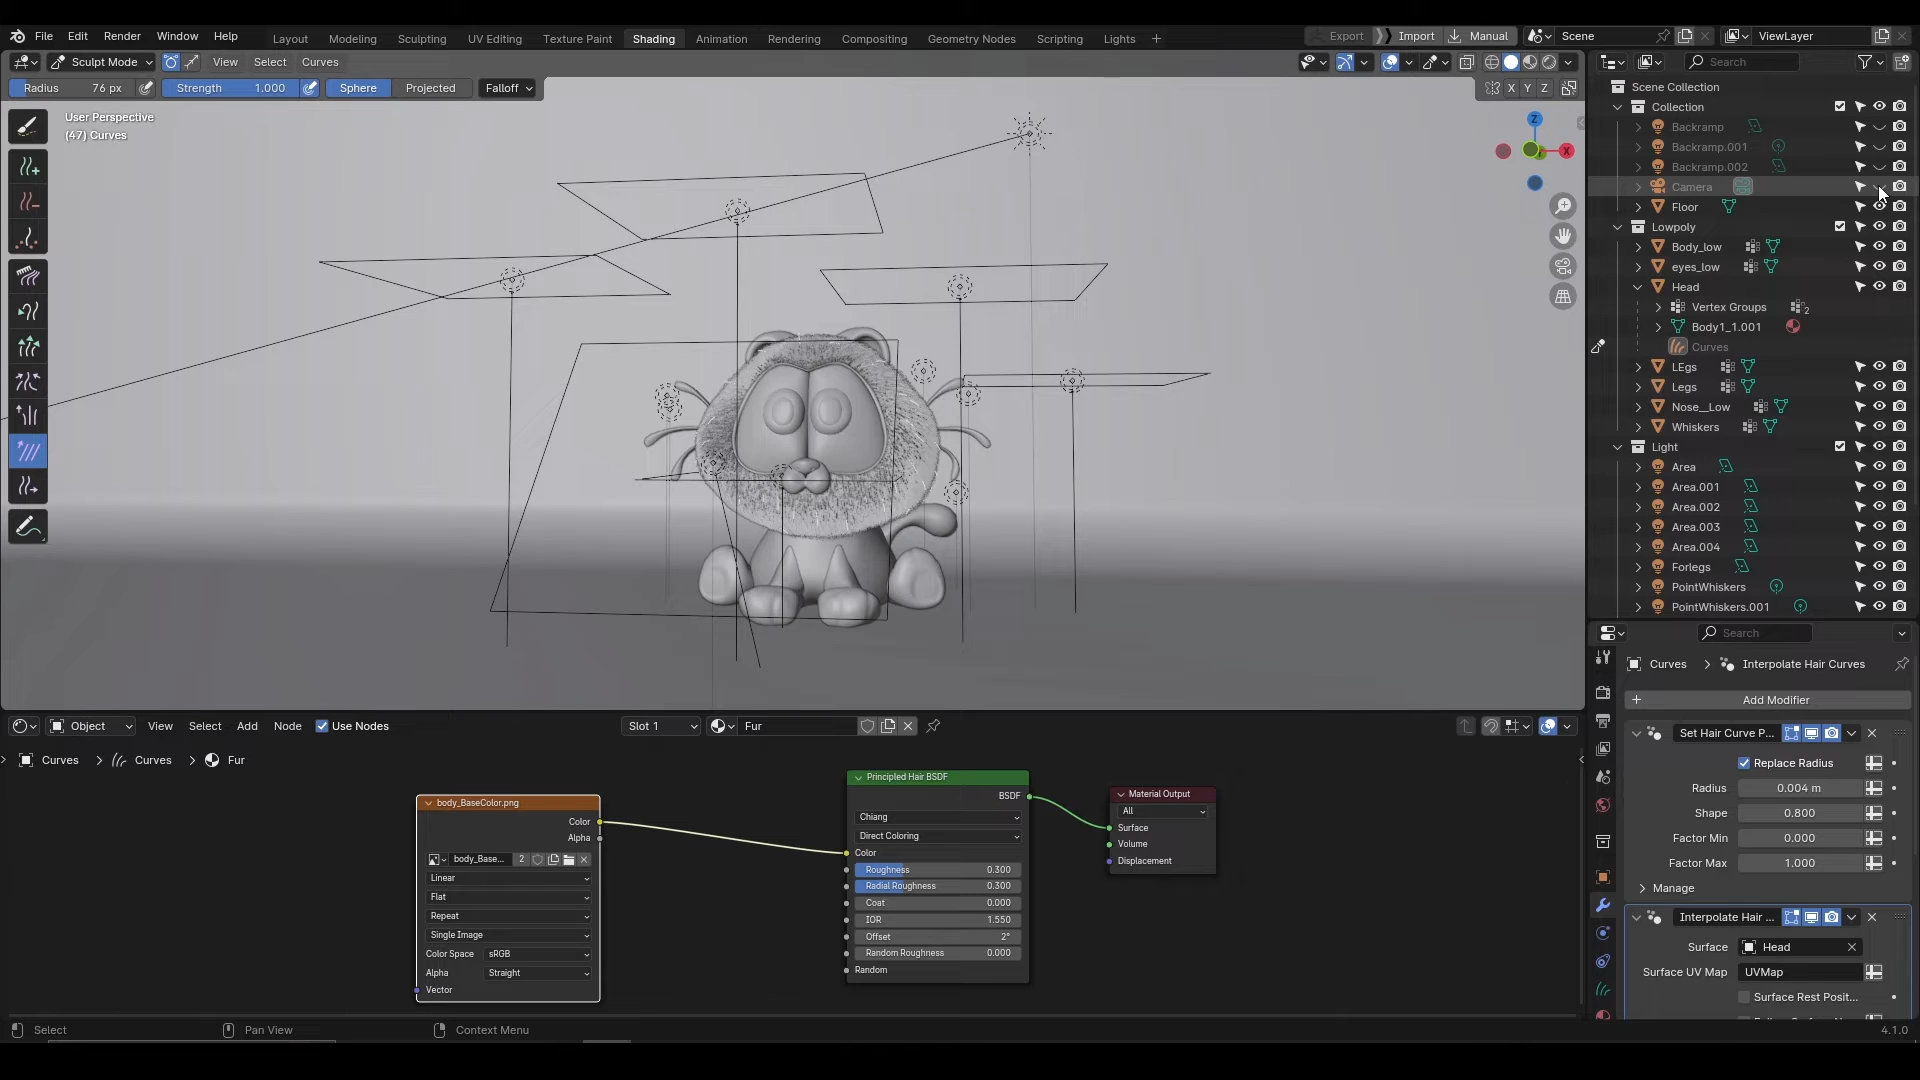 File Edit Render Window Help Layout Modeling Sculpting UV Editing Texture Paint Shading Animation Rendering Compositing Geometry Nodes Scripting Lights + Export Import Manual Scene ViewLayer
Sculpt Mode View Select Curves Search
Radius 76 px Strength 1.000 Sphere Projected Falloff X Y Z
User Perspective
(47) Curves
Z
X
Scene Collection
Collection
Backramp
Backramp.001
Backramp.002
Camera
Floor
Lowpoly
Body_low
eyes_low
Head
Vertex Groups 2
Body1_1.001
Curves
LEgs
Legs
Nose__Low
Whiskers
Light
Area
Area.001
Area.002
Area.003
Area.004
Forlegs
PointWhiskers
PointWhiskers.001
Search
Curves > Interpolate Hair Curves
+ Add Modifier
Set Hair Curve P...
Replace Radius
Radius 0.004 m
Shape 0.800
Factor Min 0.000
Factor Max 1.000
Manage
Interpolate Hair ...
Surface Head
Surface UV Map UVMap
Surface Rest Posit...
Object View Select Add Node Use Nodes Slot 1 Fur
Curves > Curves > Fur
body_BaseColor.png
Color
Alpha
body_Base... 2
Linear
Flat
Repeat
Single Image
Color Space sRGB
Alpha Straight
Vector
Principled Hair BSDF
BSDF
Chiang
Direct Coloring
Color
Roughness 0.300
Radial Roughness 0.300
Coat 0.000
IOR 1.550
Offset 2°
Random Roughness 0.000
Random
Material Output
All
Surface
Volume
Displacement
Select Pan View Context Menu 4.1.0